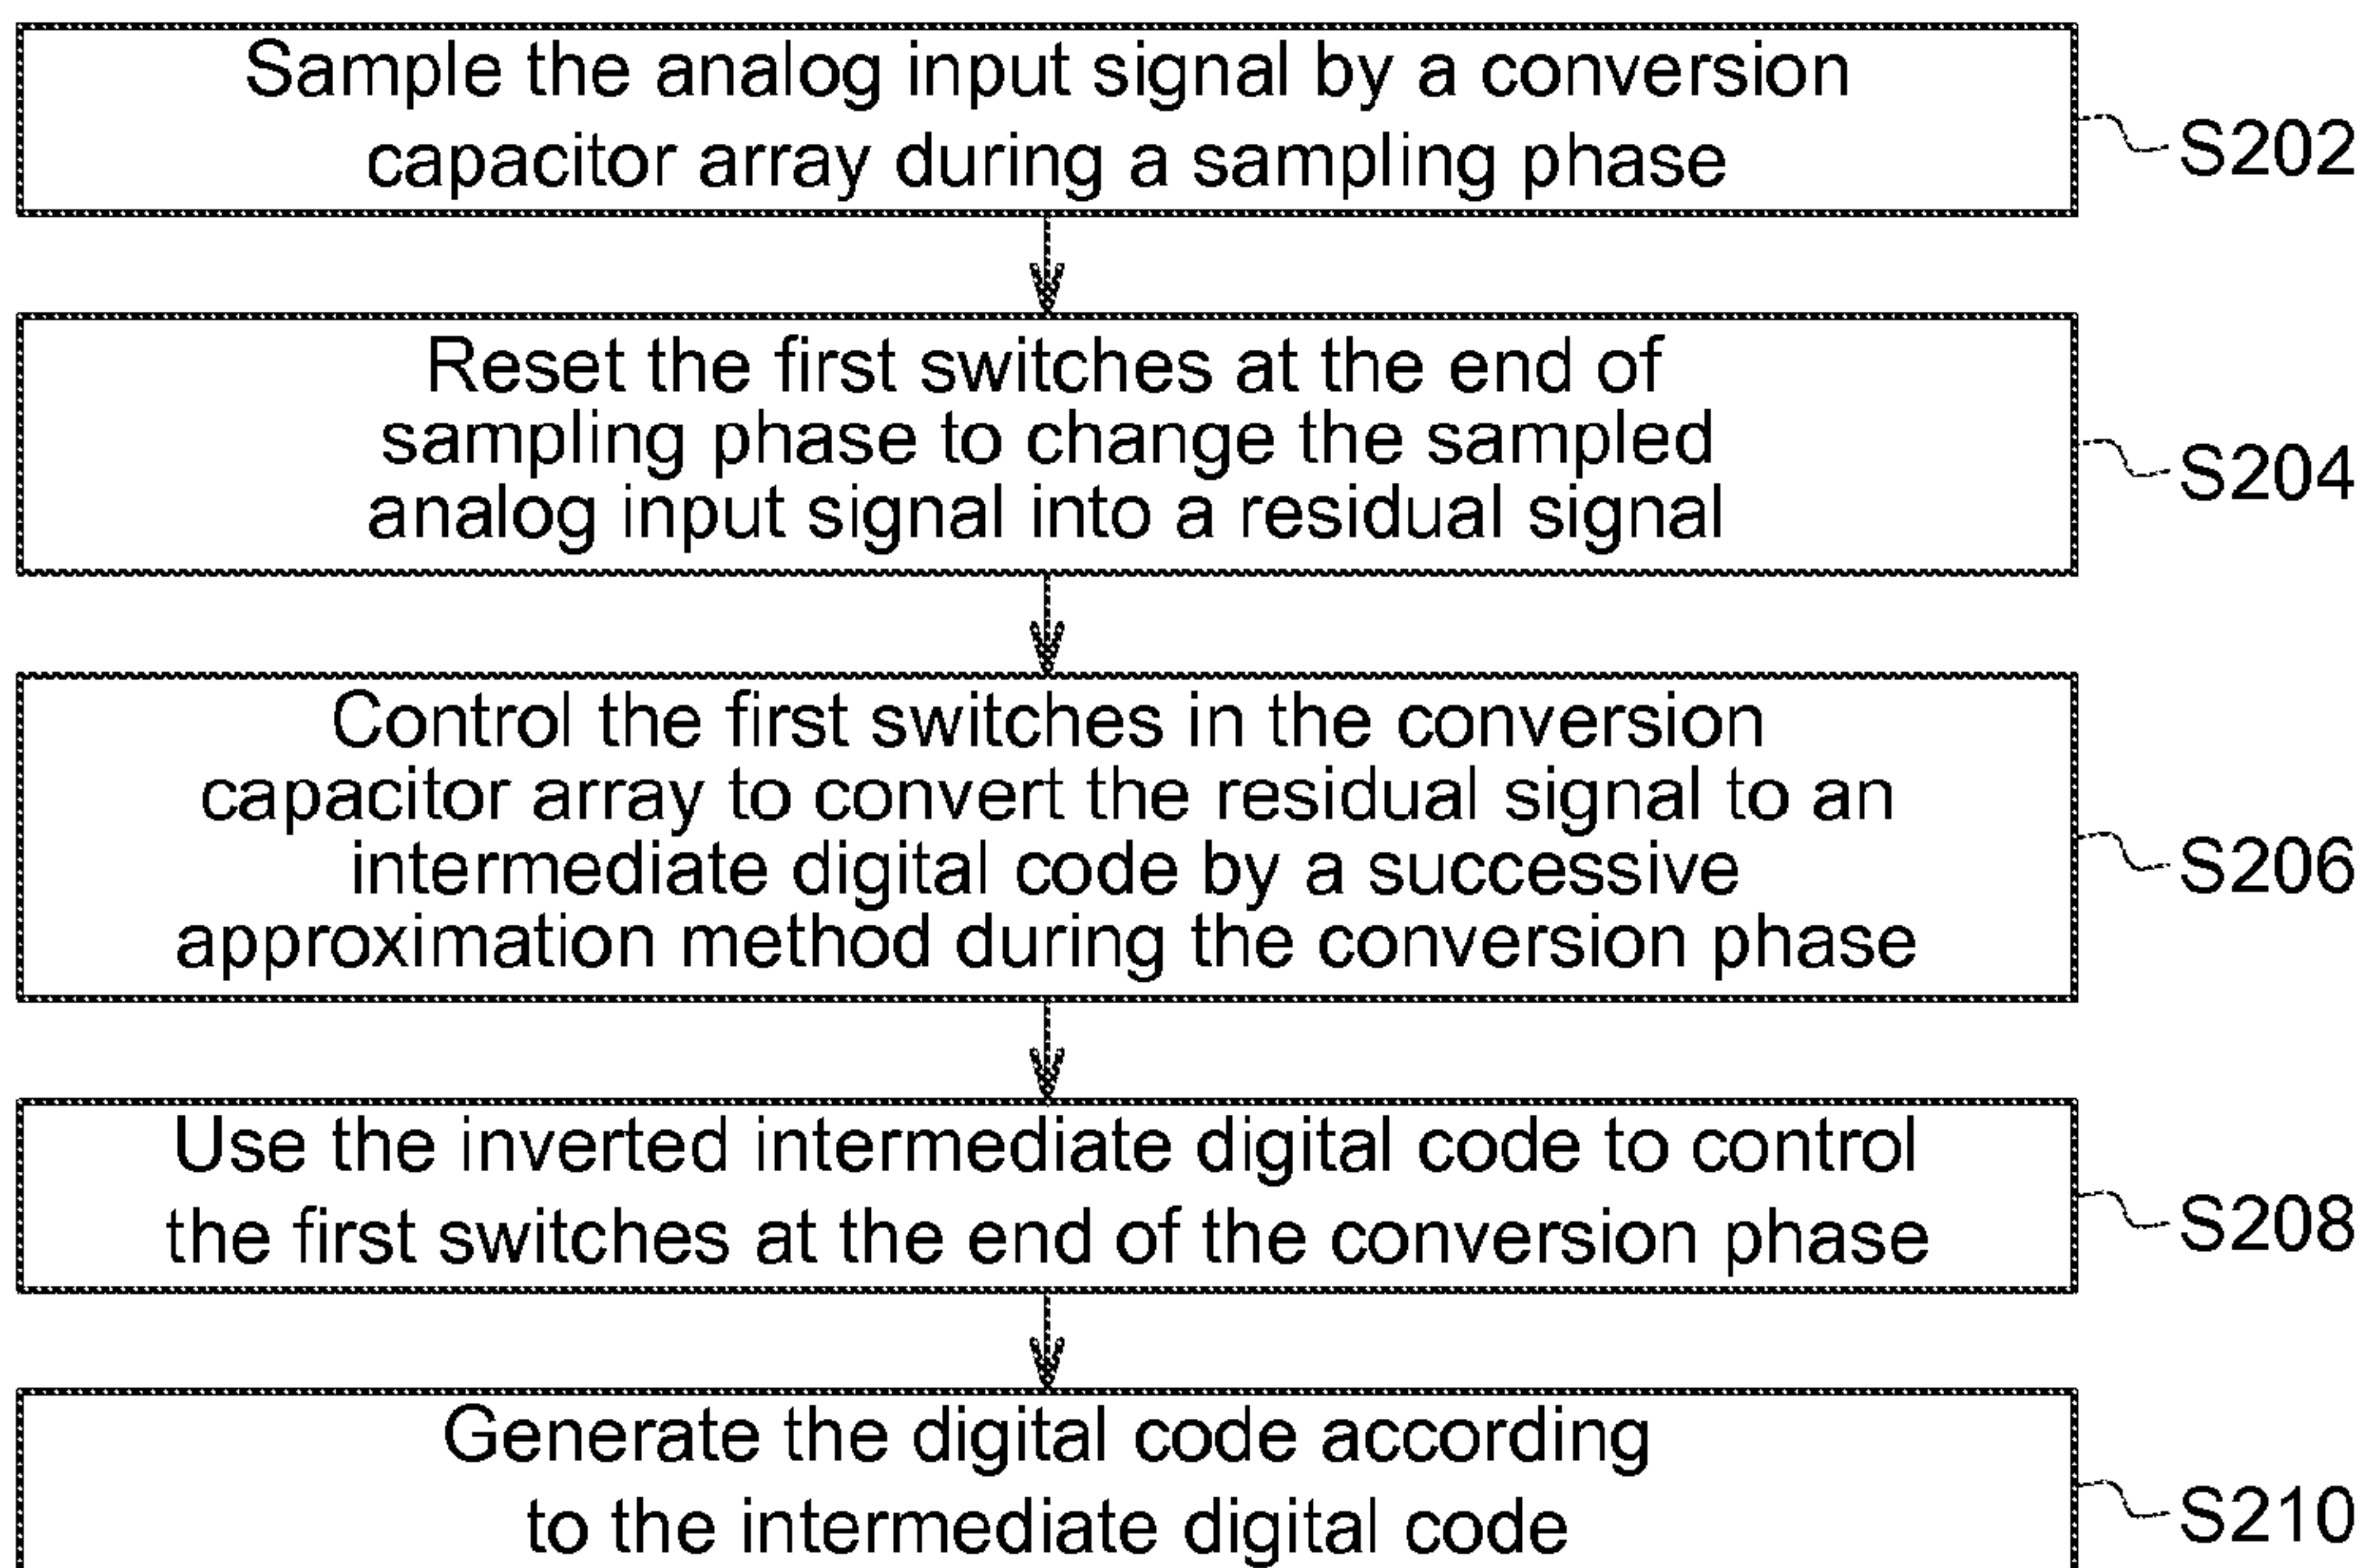 Sample the analog input signal by a conversion
capacitor array during a sampling phase
S202
Reset the first switches at the end of
sampling phase to change the sampled
analog input signal into a residual signal
S204
Control the first switches in the conversion
capacitor array to convert the residual signal to an
intermediate digital code by a successive
approximation method during the conversion phase
S206
Use the inverted intermediate digital code to control
the first switches at the end of the conversion phase
S208
Generate the digital code according
to the intermediate digital code
S210